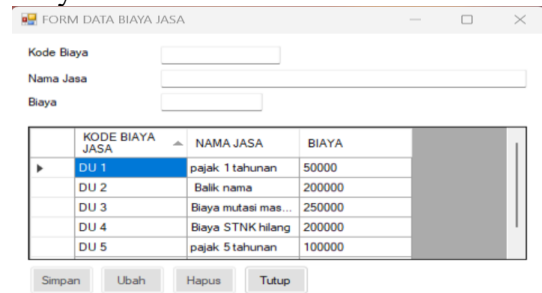 FORM DATA BIAYA JASA
Kode Biaya
Nama Jasa
Biaya
KODE BIAYA JASA NAMA JASA BIAYA
DU 1 pajak 1 tahunan 50000
DU 2 Balik nama 200000
DU 3 Biaya mutasi mas... 250000
DU 4 Biaya STNK hilang 200000
DU 5 pajak 5 tahunan 100000
Simpan Ubah Hapus Tutup